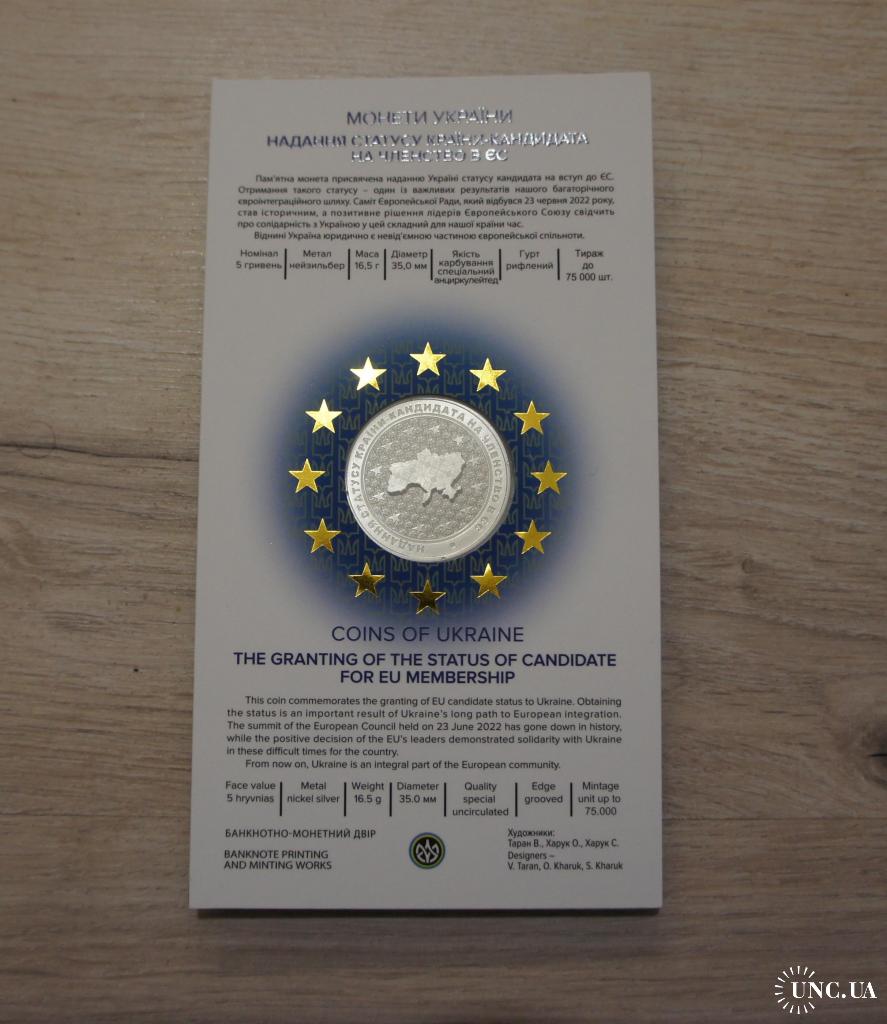 МОНЕТИ УКРАЇНИ
НАДАННЯ СТАТУСУ КРАЇНИ-КАНДИДАТА
НА ЧЛЕНСТВО В ЄС
Пам'ятна монета присвячена наданню Україні статусу кандидата на вступ до ЄС.
Отримання такого статусу – один із важливих результатів нашого багаторічного
євроінтеграційного шляху. Саміт Європейської Ради, який відбувся 23 червня 2022 року,
став історичним, а позитивне рішення лідерів Європейського Союзу свідчить
про солідарність з Україною у цей складний для нашої країни час.
Віднині Україна юридично є невід'ємною частиною європейської спільноти.
Номінал
5 гривень
Метал
нейзильбер
Маса
16,5 г
Діаметр
35,0 мм
Якість
карбування
спеціальний
анциркулейтед
Гурт
рифлений
Тираж
до
75 000 шт.
НАДАННЯ СТАТУСУ КРАЇНИ-КАНДИДАТА НА ЧЛЕНСТВО В ЄС
COINS OF UKRAINE
THE GRANTING OF THE STATUS OF CANDIDATE
FOR EU MEMBERSHIP
This coin commemorates the granting of EU candidate status to Ukraine. Obtaining
the status is an important result of Ukraine's long path to European integration.
The summit of the European Council held on 23 June 2022 has gone down in history,
while the positive decision of the EU's leaders demonstrated solidarity with Ukraine
in these difficult times for the country.
From now on, Ukraine is an integral part of the European community.
Face value
5 hryvnias
Metal
nickel silver
Weight
16.5 g
Diameter
35.0 мм
Quality
special
uncirculated
Edge
grooved
Mintage
unit up to
75.000
БАНКНОТНО-МОНЕТНИЙ ДВІР
BANKNOTE PRINTING
AND MINTING WORKS
Художники:
Таран В., Харук О., Харук С.
Designers –
V. Taran, O. Kharuk, S. Kharuk
UNC.UA